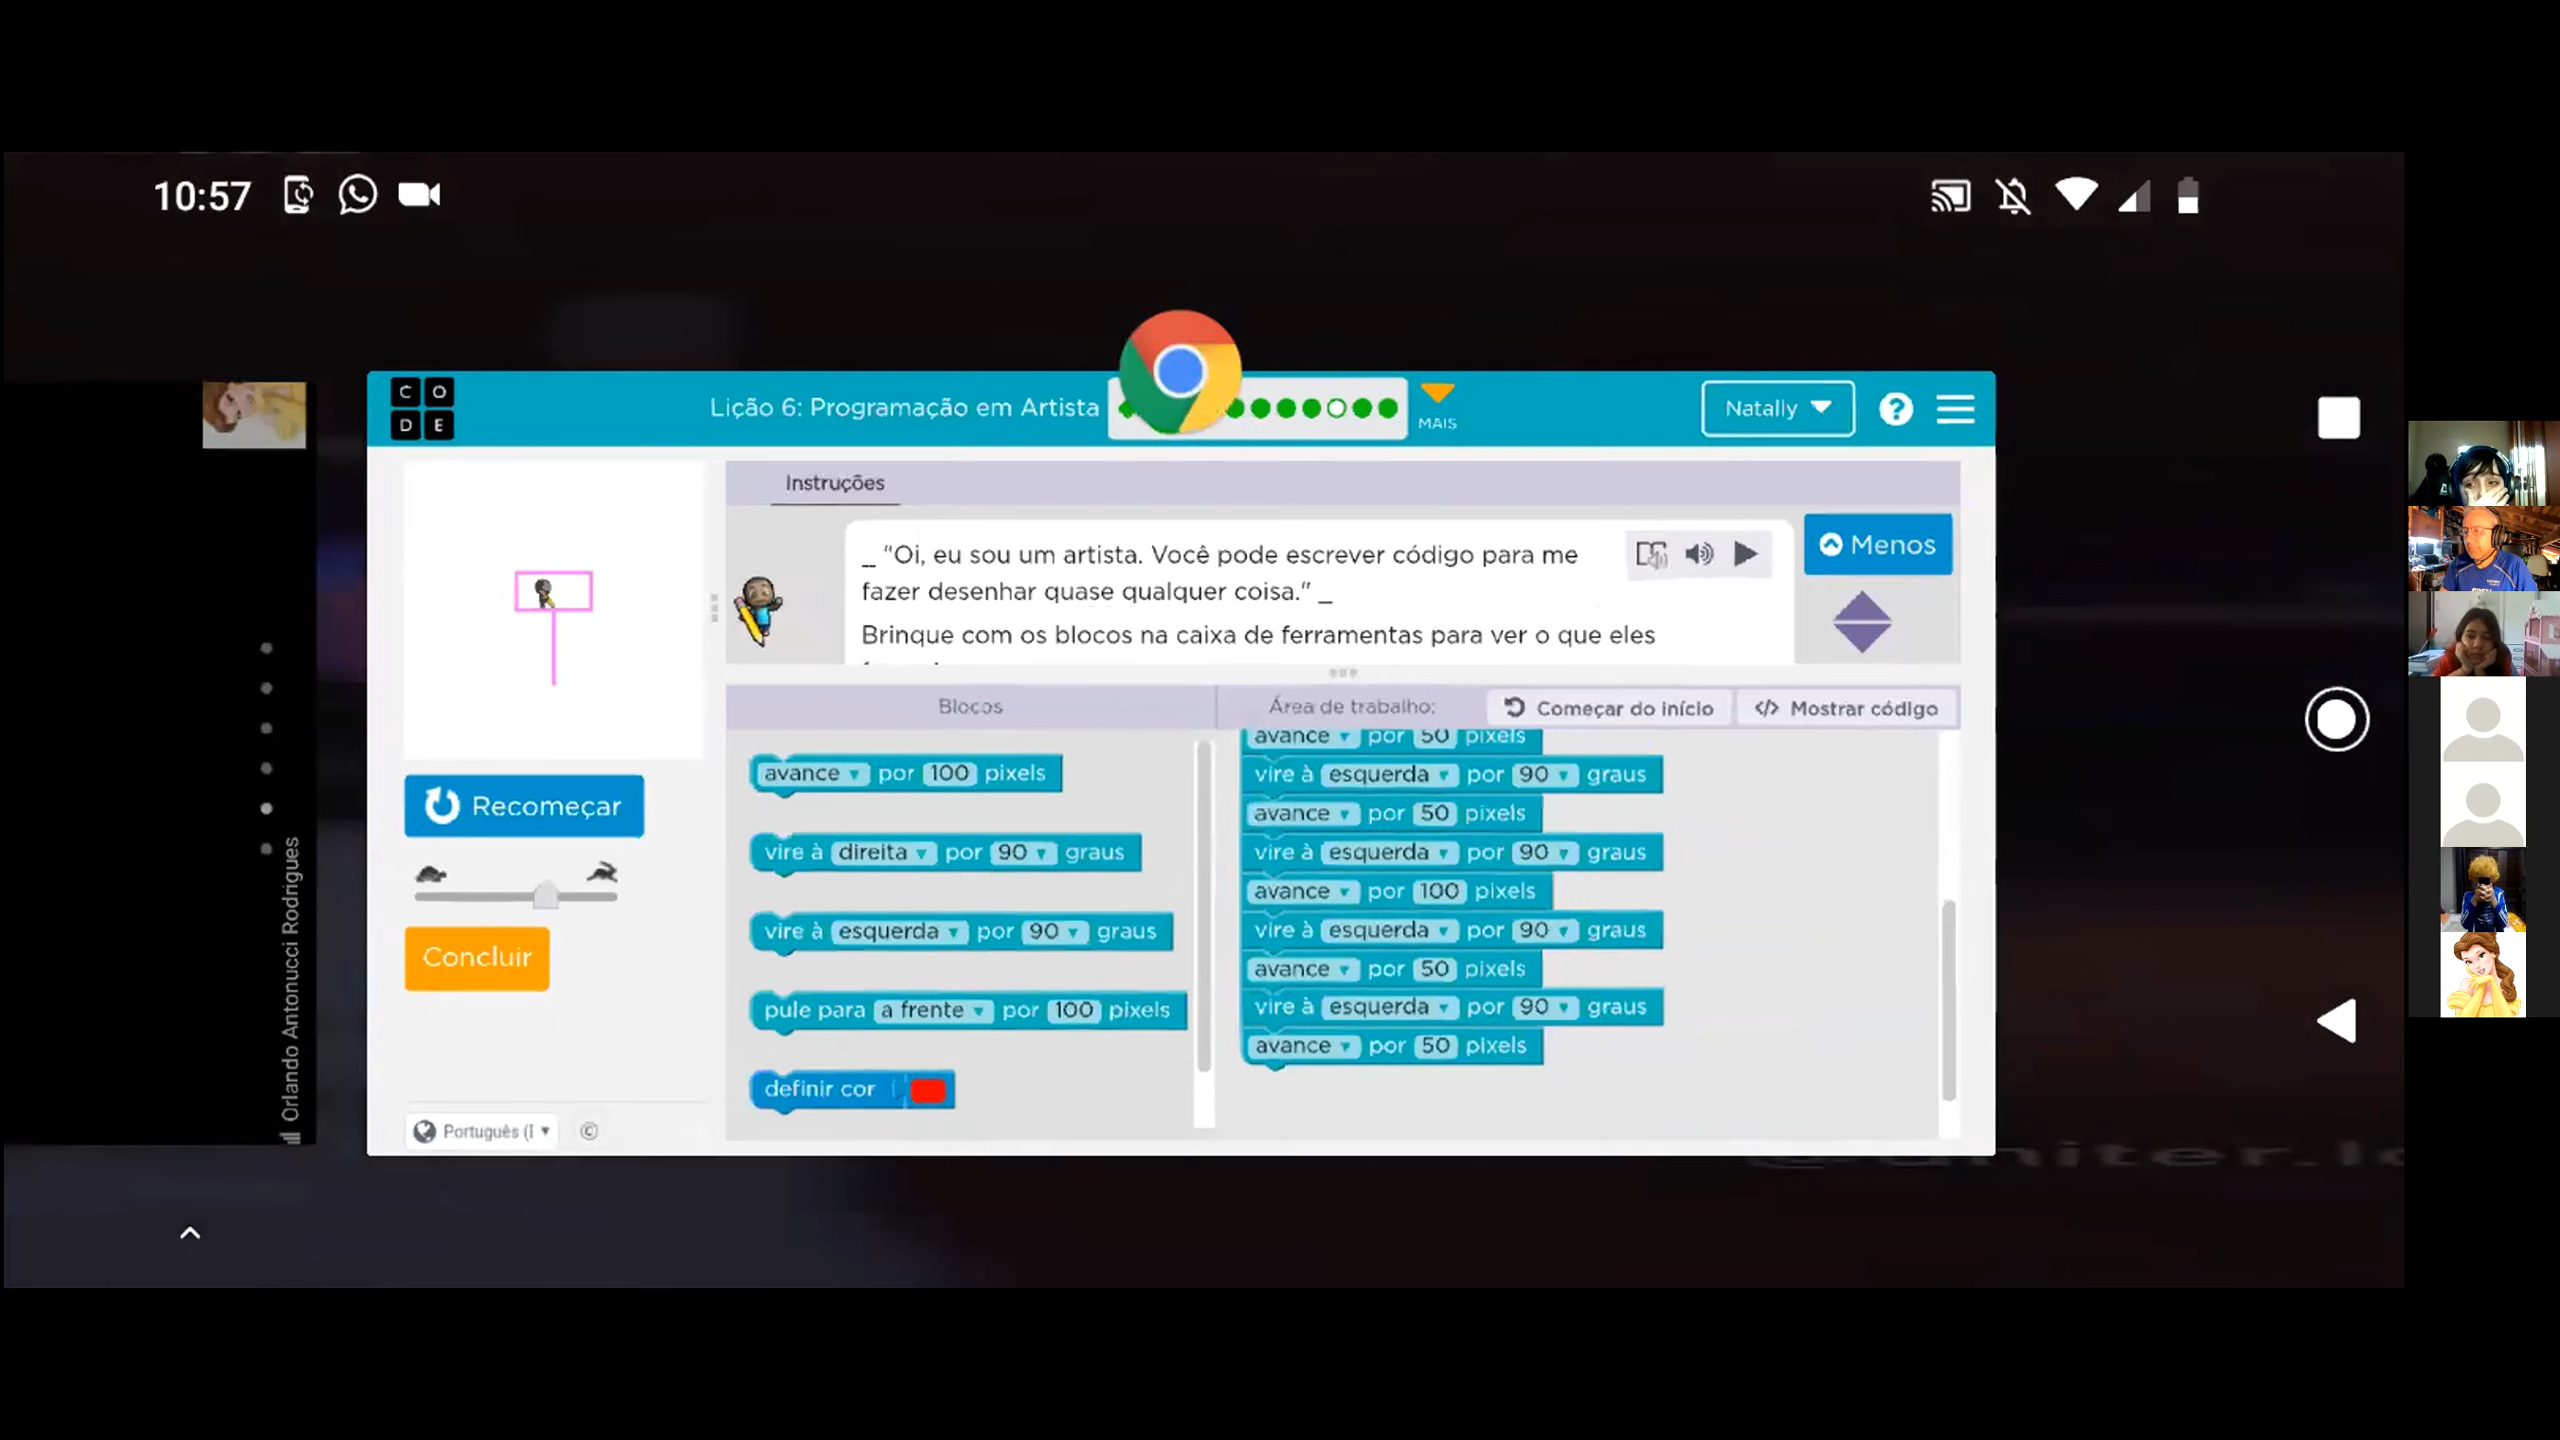 10:57
C O
D E
Lição 6: Programação em Artista
MAIS
Natally
?
Instruções
_ "Oi, eu sou um artista. Você pode escrever código para me
fazer desenhar quase qualquer coisa." _
Brinque com os blocos na caixa de ferramentas para ver o que eles
Menos
Blocos
Área de trabalho:
Começar do início
</> Mostrar código
Recomeçar
Concluir
Português (
©
avance por 100 pixels
vire à direita por 90 graus
vire à esquerda por 90 graus
pule para a frente por 100 pixels
definir cor
avance por 50 pixels
vire à esquerda por 90 graus
avance por 50 pixels
vire à esquerda por 90 graus
avance por 100 pixels
vire à esquerda por 90 graus
avance por 50 pixels
vire à esquerda por 90 graus
avance por 50 pixels
Orlando Antonucci Rodrigues